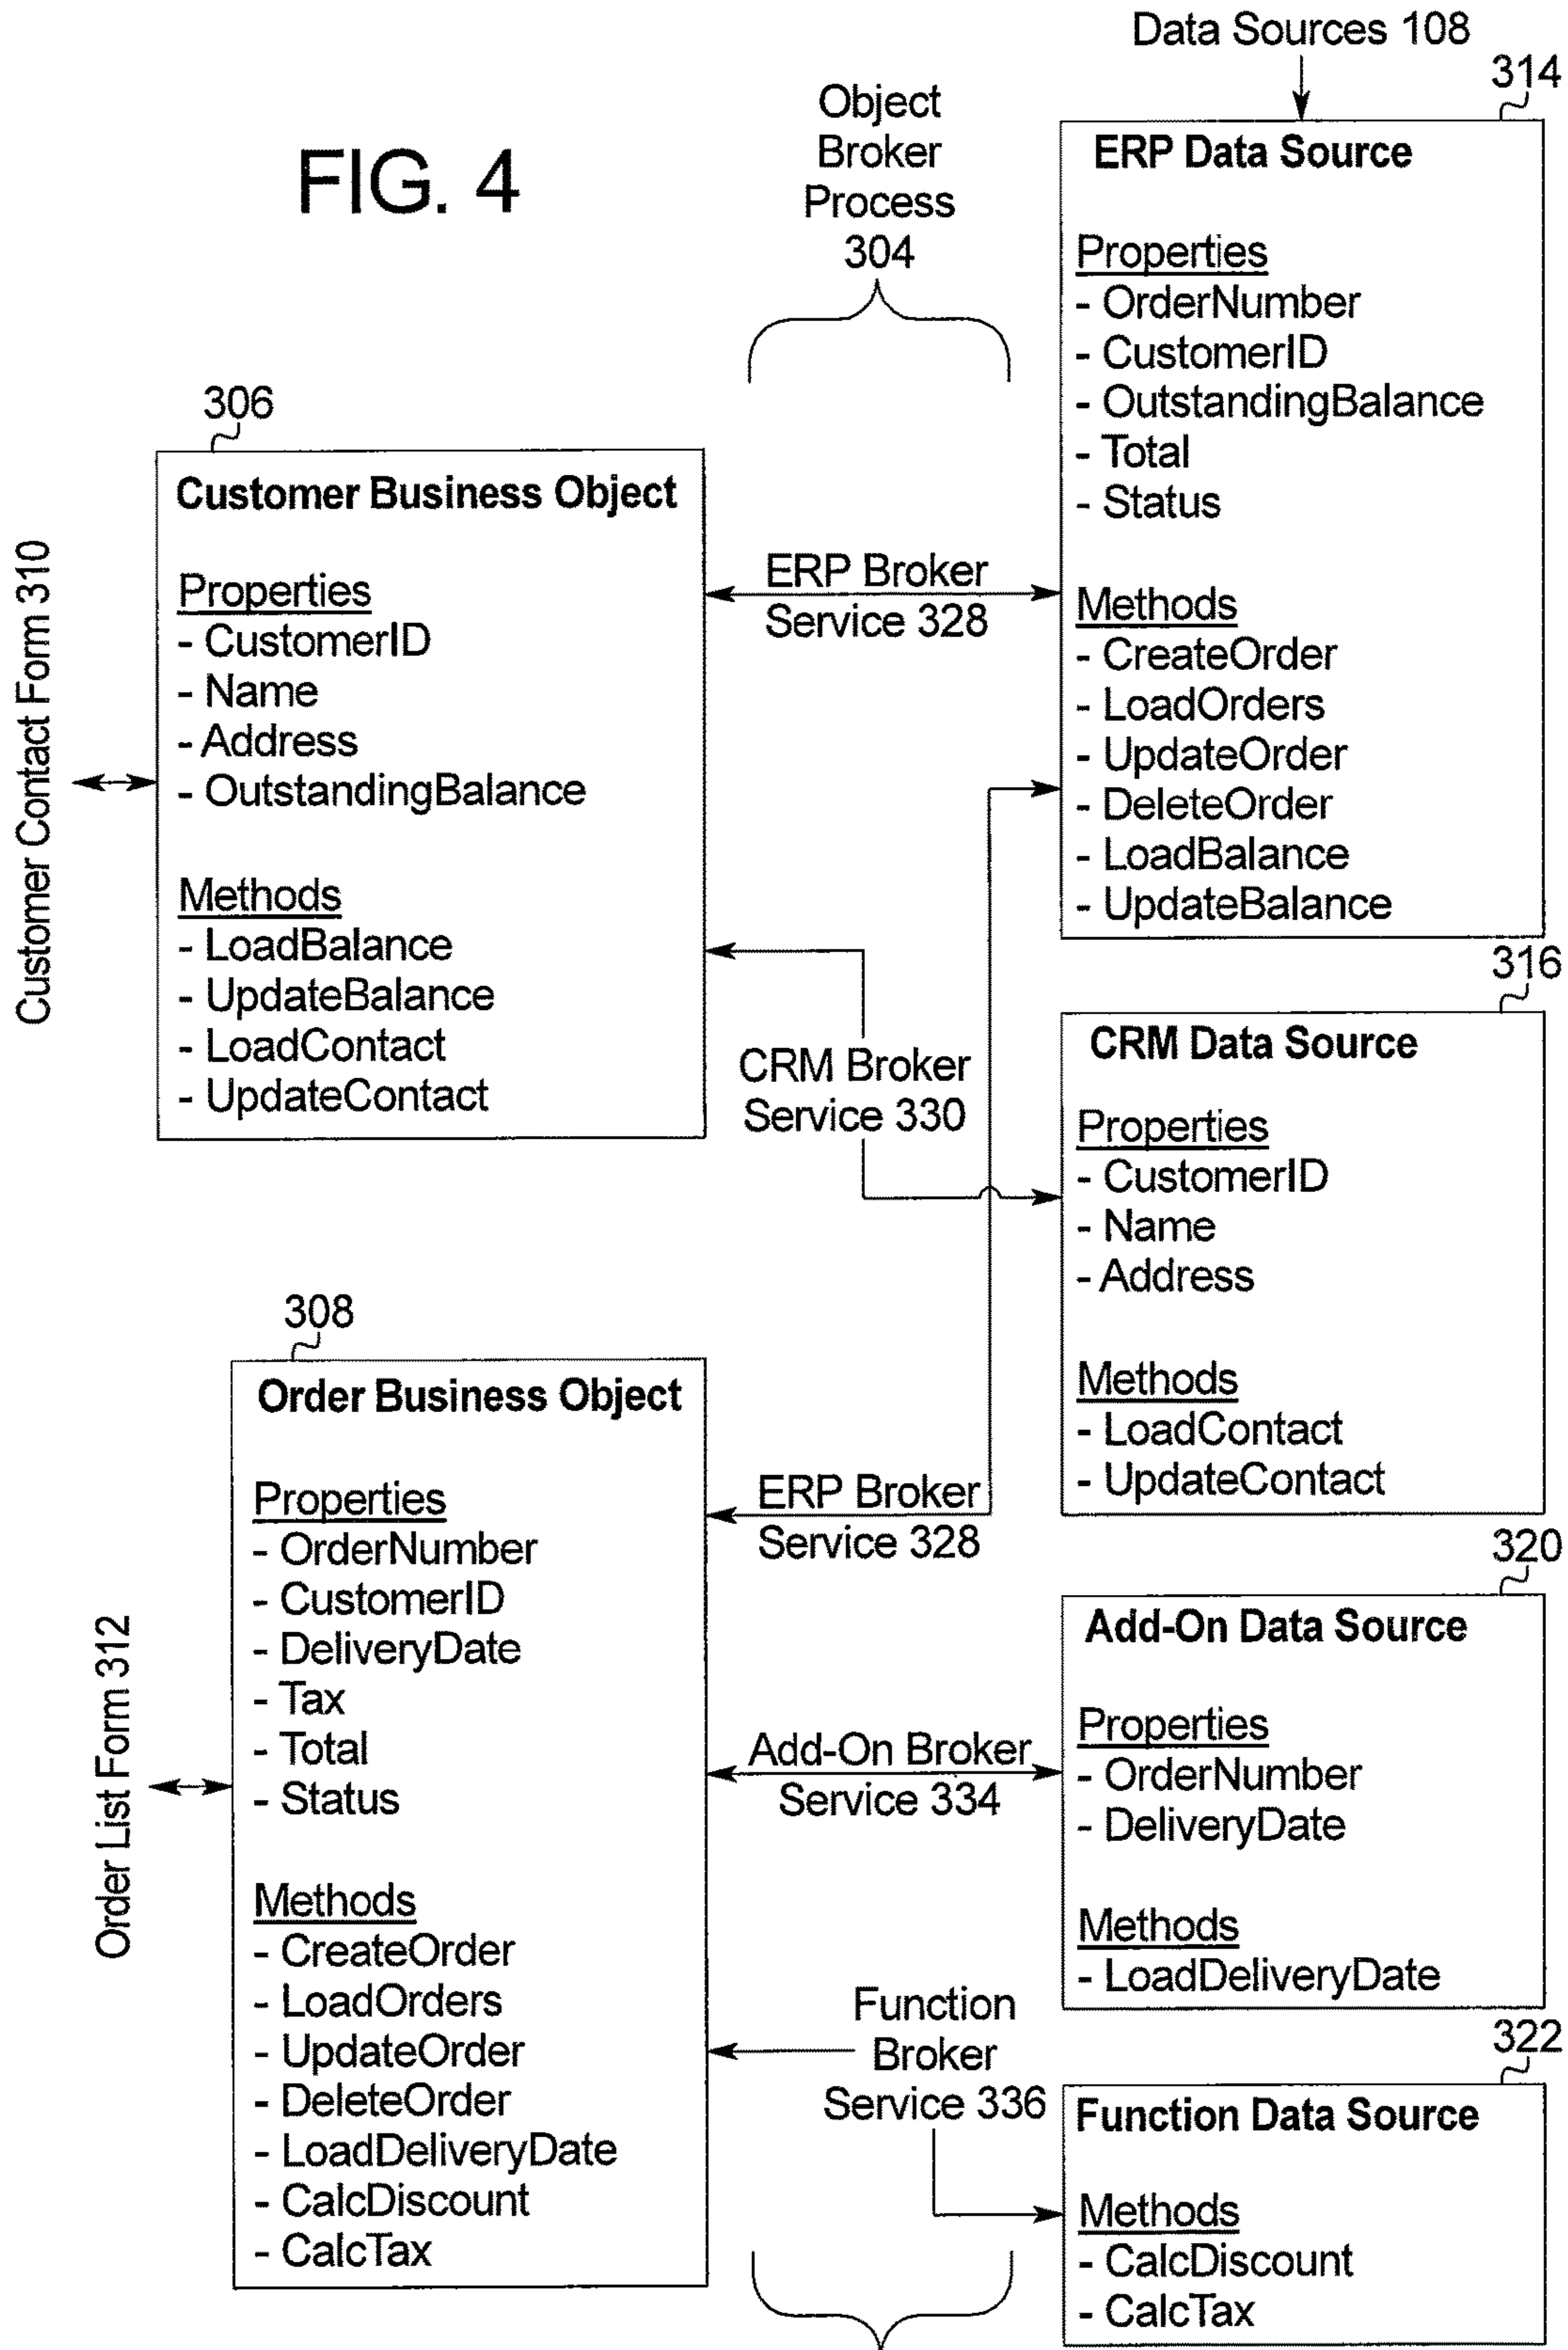 FIG. 4
Object
Broker
Process
304
Data Sources 108
314
ERP Data Source
Properties
- OrderNumber
- CustomerID
- OutstandingBalance
- Total
- Status
Methods
- CreateOrder
- LoadOrders
- UpdateOrder
- DeleteOrder
- LoadBalance
- UpdateBalance
306
Customer Business Object
Properties
- CustomerID
- Name
- Address
- OutstandingBalance
Methods
- LoadBalance
- UpdateBalance
- LoadContact
- UpdateContact
Customer Contact Form 310
ERP Broker
Service 328
CRM Broker
Service 330
316
CRM Data Source
Properties
- CustomerID
- Name
- Address
Methods
- LoadContact
- UpdateContact
308
Order Business Object
Properties
- OrderNumber
- CustomerID
- DeliveryDate
- Tax
- Total
- Status
Methods
- CreateOrder
- LoadOrders
- UpdateOrder
- DeleteOrder
- LoadDeliveryDate
- CalcDiscount
- CalcTax
Order List Form 312
ERP Broker
Service 328
Add-On Broker
Service 334
Function
Broker
Service 336
320
Add-On Data Source
Properties
- OrderNumber
- DeliveryDate
Methods
- LoadDeliveryDate
322
Function Data Source
Methods
- CalcDiscount
- CalcTax